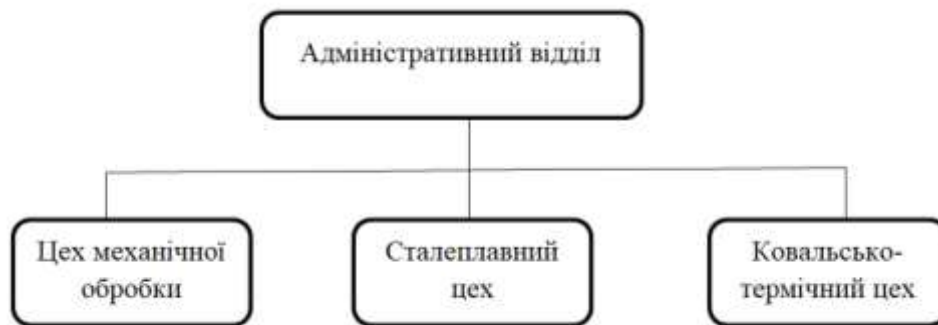 Адміністративний відділ
Цех механічної
обробки
Сталеплавний
цех
Ковальсько-
термічний цех